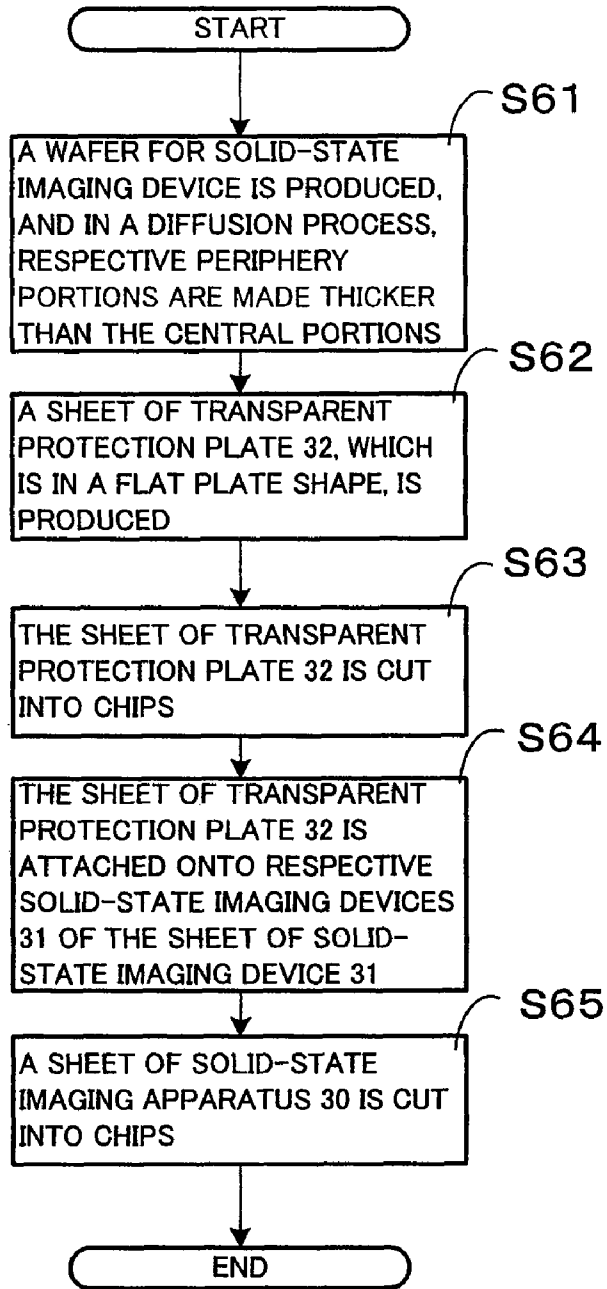 START
S61
A WAFER FOR SOLID-STATE
IMAGING DEVICE IS PRODUCED,
AND IN A DIFFUSION PROCESS,
RESPECTIVE PERIPHERY
PORTIONS ARE MADE THICKER
THAN THE CENTRAL PORTIONS
S62
A SHEET OF TRANSPARENT
PROTECTION PLATE 32, WHICH
IS IN A FLAT PLATE SHAPE, IS
PRODUCED
S63
THE SHEET OF TRANSPARENT
PROTECTION PLATE 32 IS CUT
INTO CHIPS
S64
THE SHEET OF TRANSPARENT
PROTECTION PLATE 32 IS
ATTACHED ONTO RESPECTIVE
SOLID-STATE IMAGING DEVICES
31 OF THE SHEET OF SOLID-
STATE IMAGING DEVICE 31
S65
A SHEET OF SOLID-STATE
IMAGING APPARATUS 30 IS CUT
INTO CHIPS
END